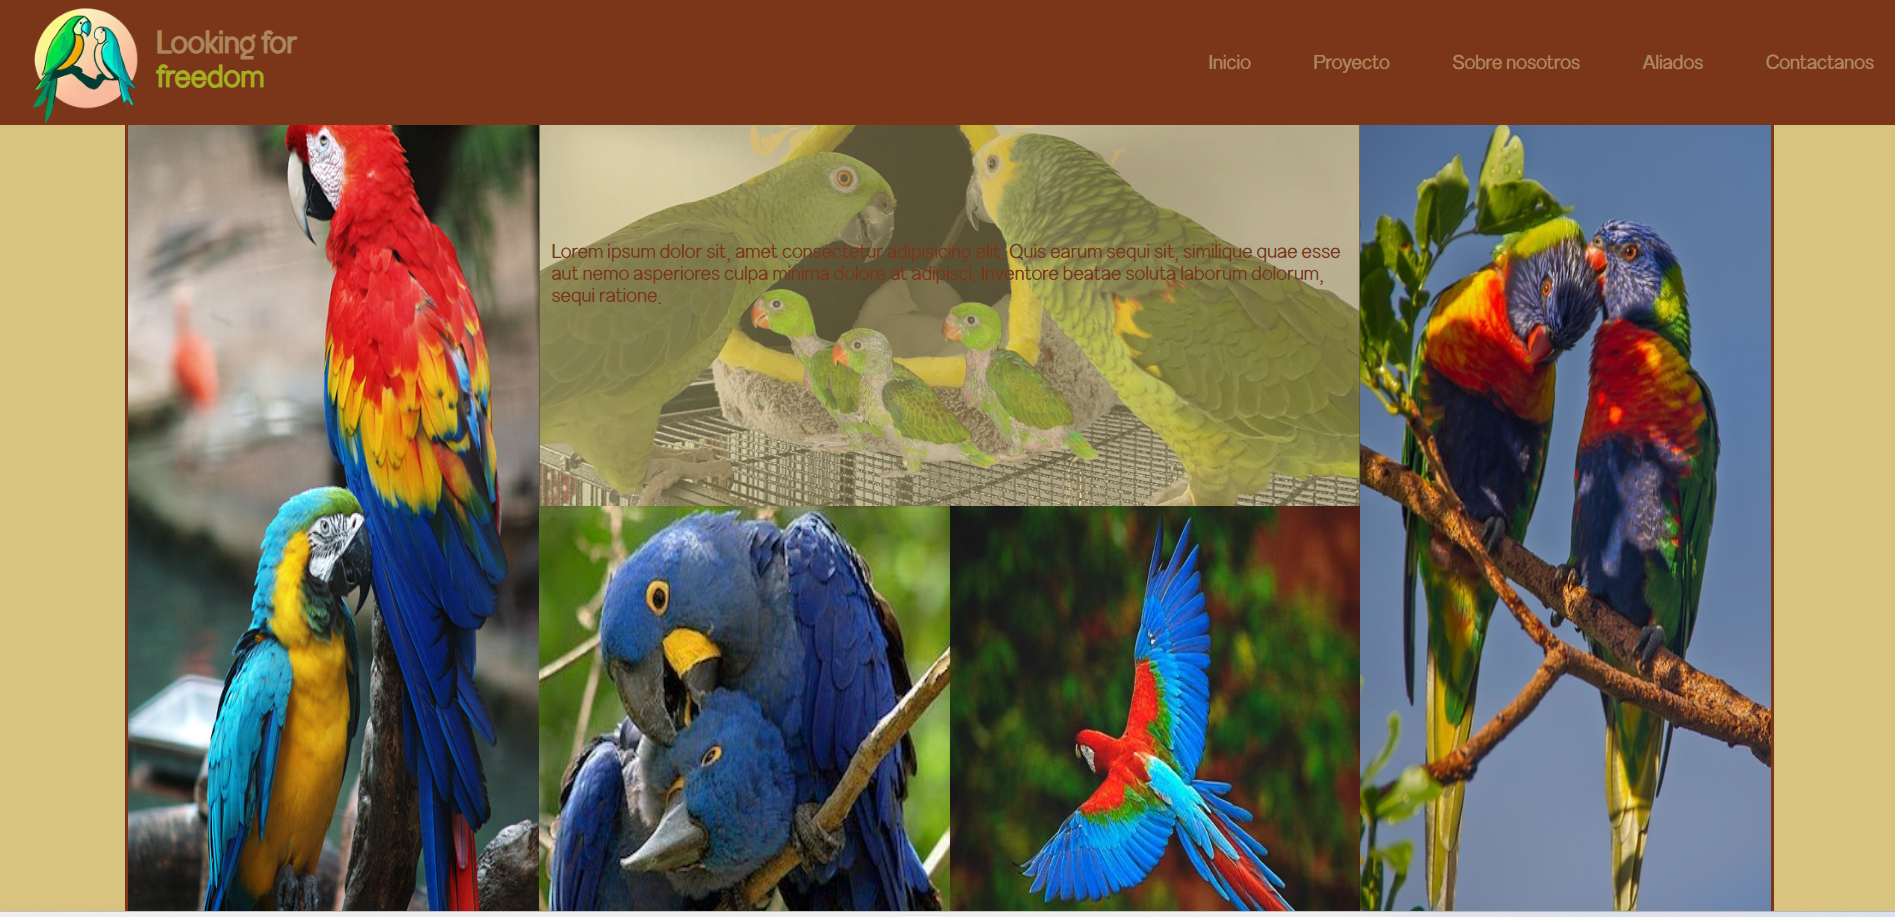 Looking for
freedom
Inicio
Proyecto
Sobre nosotros
Aliados
Contactanos
Lorem ipsum dolor sit, amet consectetur adipisicing elit. Quis earum sequi sit, similique quae esse
aut nemo asperiores culpa minima dolore at adipisci. Inventore beatae soluta laborum dolorum,
sequi ratione.